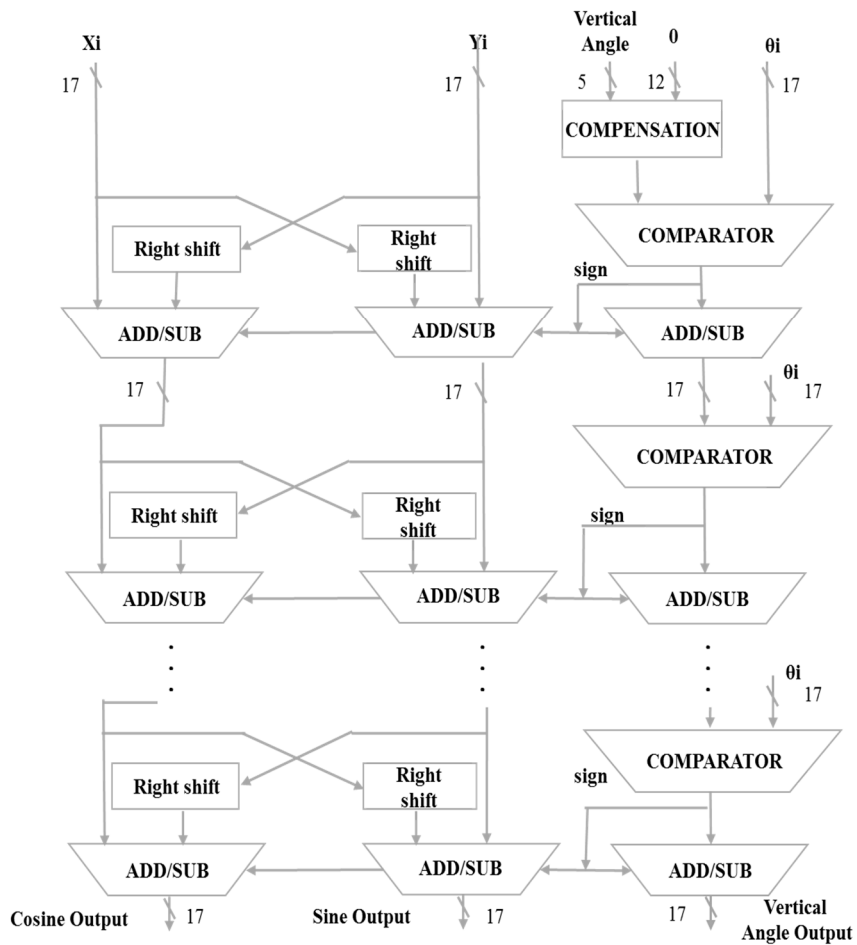 Vertical
Angle
0
Xi
Yi
θi
17
17
5
12
17
COMPENSATION
Right shift
Right
shift
COMPARATOR
sign
ADD/SUB
ADD/SUB
ADD/SUB
17
17
17
θi
17
COMPARATOR
Right shift
Right
shift
sign
ADD/SUB
ADD/SUB
ADD/SUB
θi
17
COMPARATOR
Right shift
Right
shift
sign
ADD/SUB
ADD/SUB
ADD/SUB
Cosine Output
17
Sine Output
17
17
Vertical
Angle Output